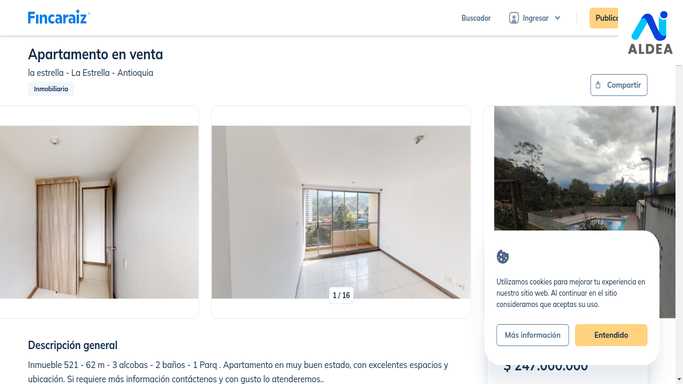 Fincaraiz
Buscador
Ingresar
Public
ALDEA
Apartamento en venta
la estrella - La Estrella - Antioquia
Inmobiliario
Compartir
1 / 16
Utilizamos cookies para mejorar tu experiencia en
nuestro sitio web. Al continuar en el sitio
consideramos que aceptas su uso.
Más información
Entendido
$ 247.000.000
Descripción general
Inmueble 521 - 62 m - 3 alcobas - 2 baños - 1 Parq . Apartamento en muy buen estado, con excelentes espacios y
ubicación. Si requiere más información contáctenos y con gusto lo atenderemos..